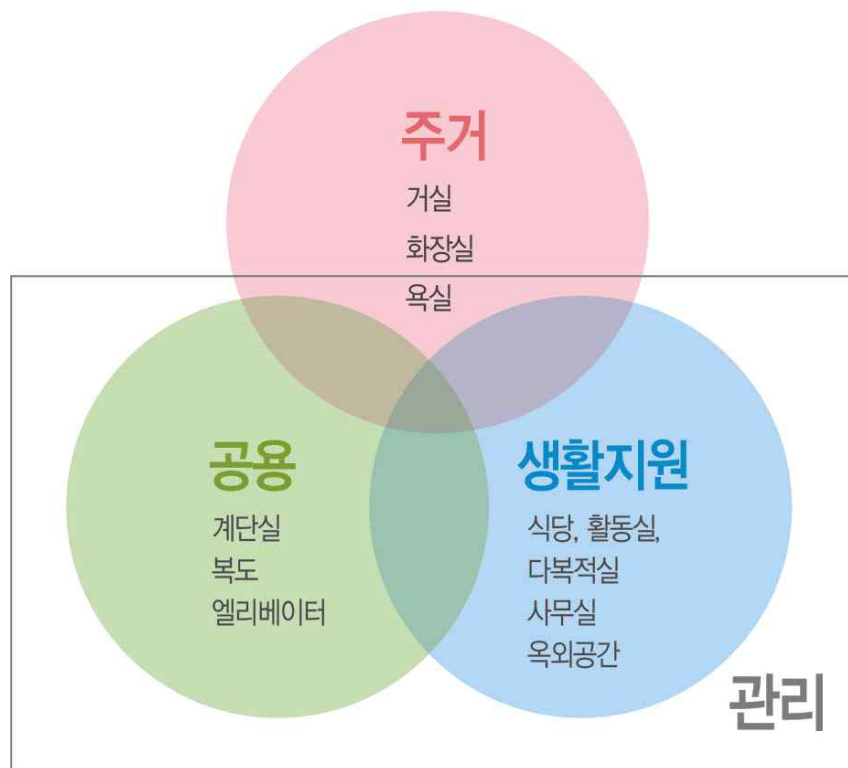 주거
거실
화장실
욕실
공용
계단실
복도
엘리베이터
생활지원
식당, 활동실,
다복적실
사무실
옥외공간
관리